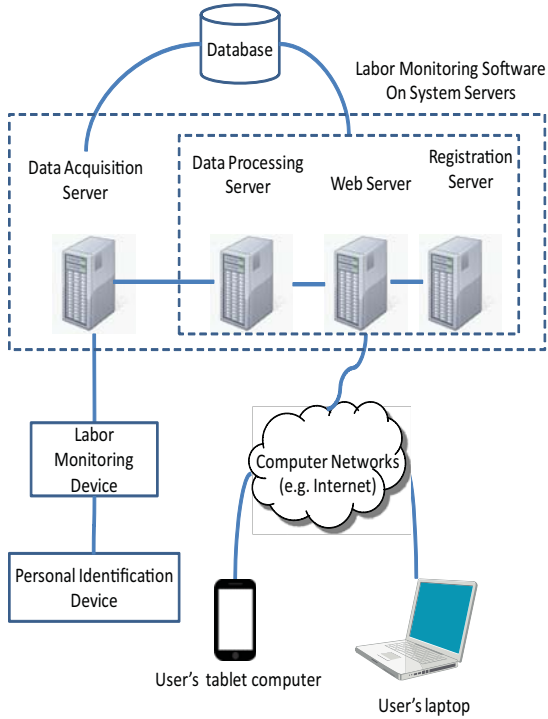 Database
Labor Monitoring Software
On System Servers
Data Acquisition
Server
Data Processing
Server
Web Server
Registration
Server
Labor
Monitoring
Device
Computer Networks
(e.g. Internet)
Personal Identification
Device
User's tablet computer
User's laptop